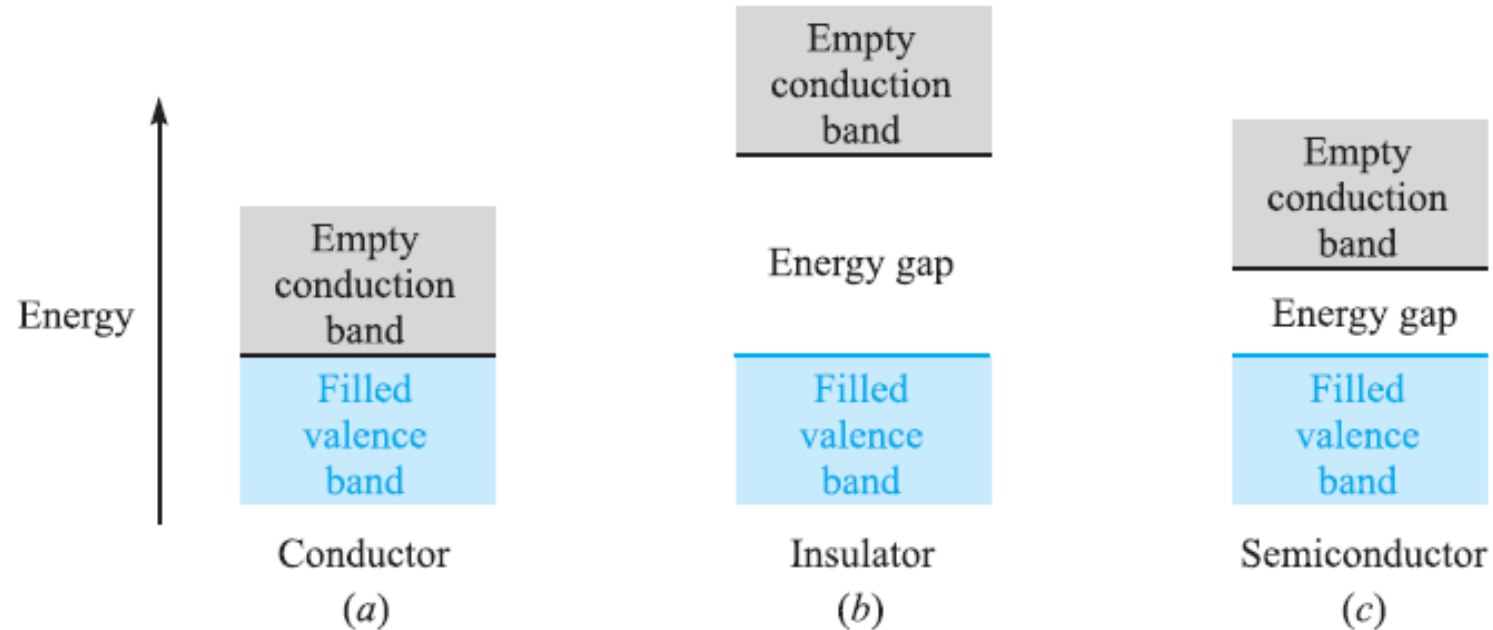 Energy
Empty
conduction
band
Filled
valence
band
Conductor
(a)
Empty
conduction
band
Energy gap
Filled
valence
band
Insulator
(b)
Empty
conduction
band
Energy gap
Filled
valence
band
Semiconductor
(c)